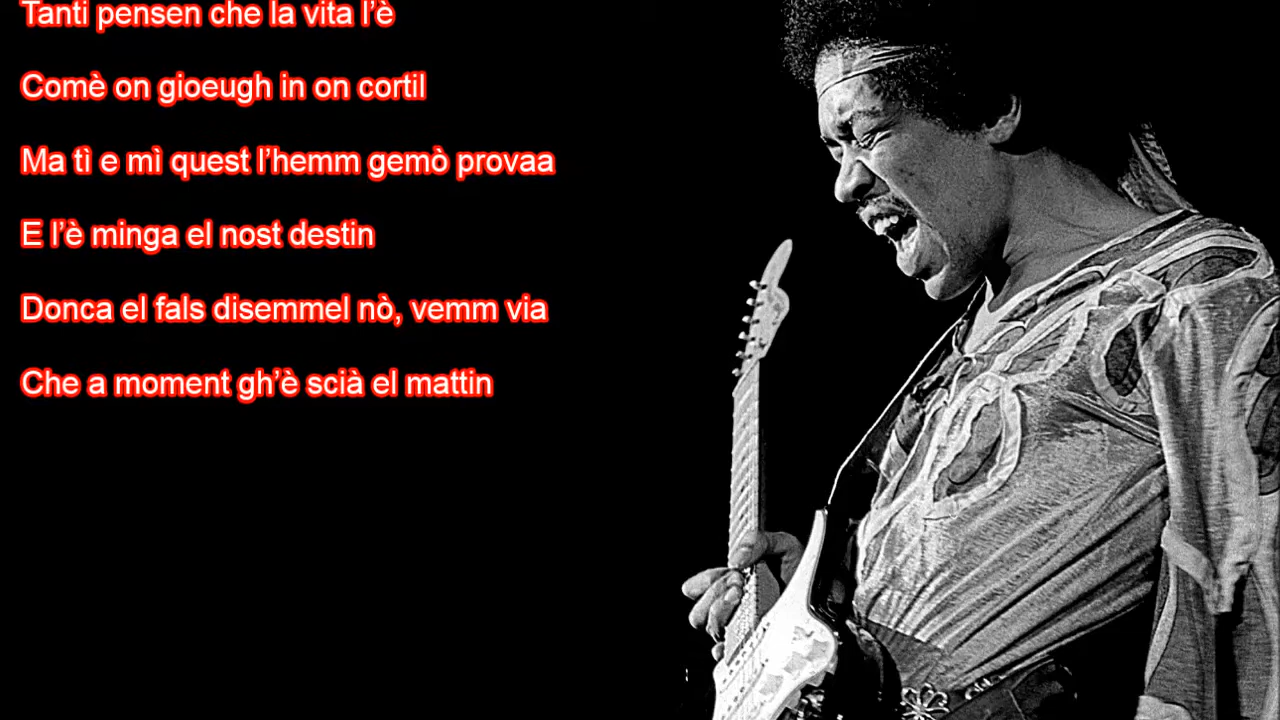 Tanti pensen che la vita l’è
Comè on gioeugh in on cortil
Ma tì e mì quest l’hemm gemò provaa
E l’è minga el nost destin
Donca el fals disemmel nò, vemm via
Che a moment gh’è scià el mattin